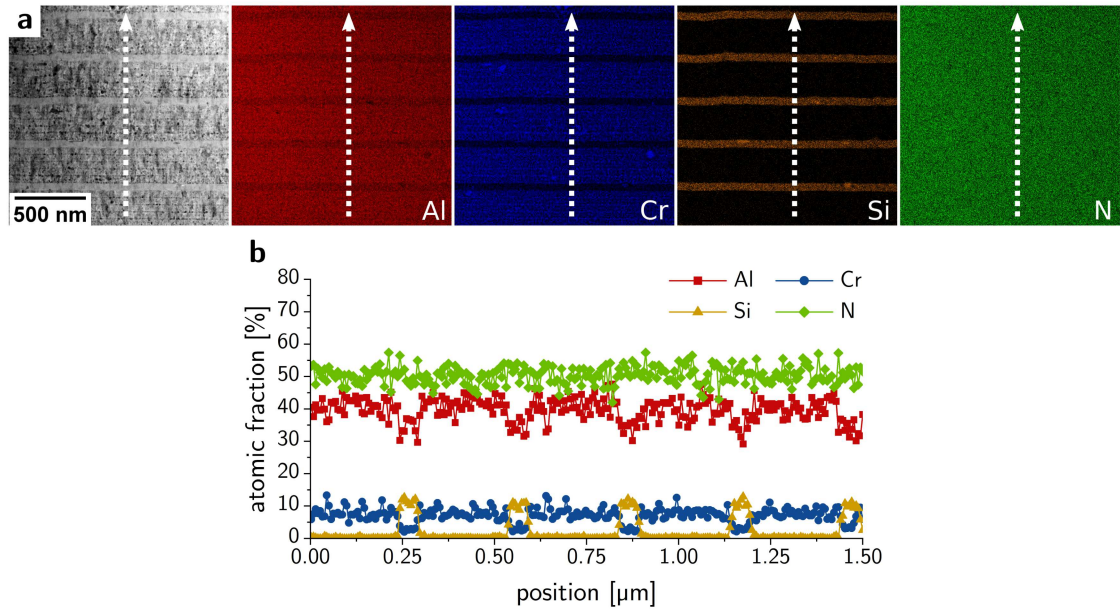 a
500 nm
Al
Cr
Si
N
b
Al
Cr
Si
N
80
70
60
50
40
30
20
10
0
atomic fraction [%]
0.00 0.25 0.50 0.75 1.00 1.25 1.50
position [µm]